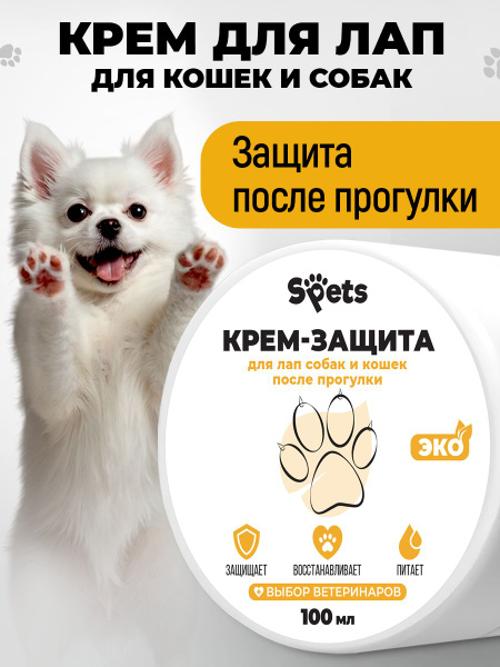 КРЕМ ДЛЯ ЛАП
ДЛЯ КОШЕК И СОБАК
Защита
после прогулки
Spets
КРЕМ-ЗАЩИТА
для лап собак и кошек
после прогулки
ЭКО
ЗАЩИЩАЕТ
ВОССТАНАВЛИВАЕТ
ПИТАЕТ
ВЫБОР ВЕТЕРИНАРОВ
100 мл